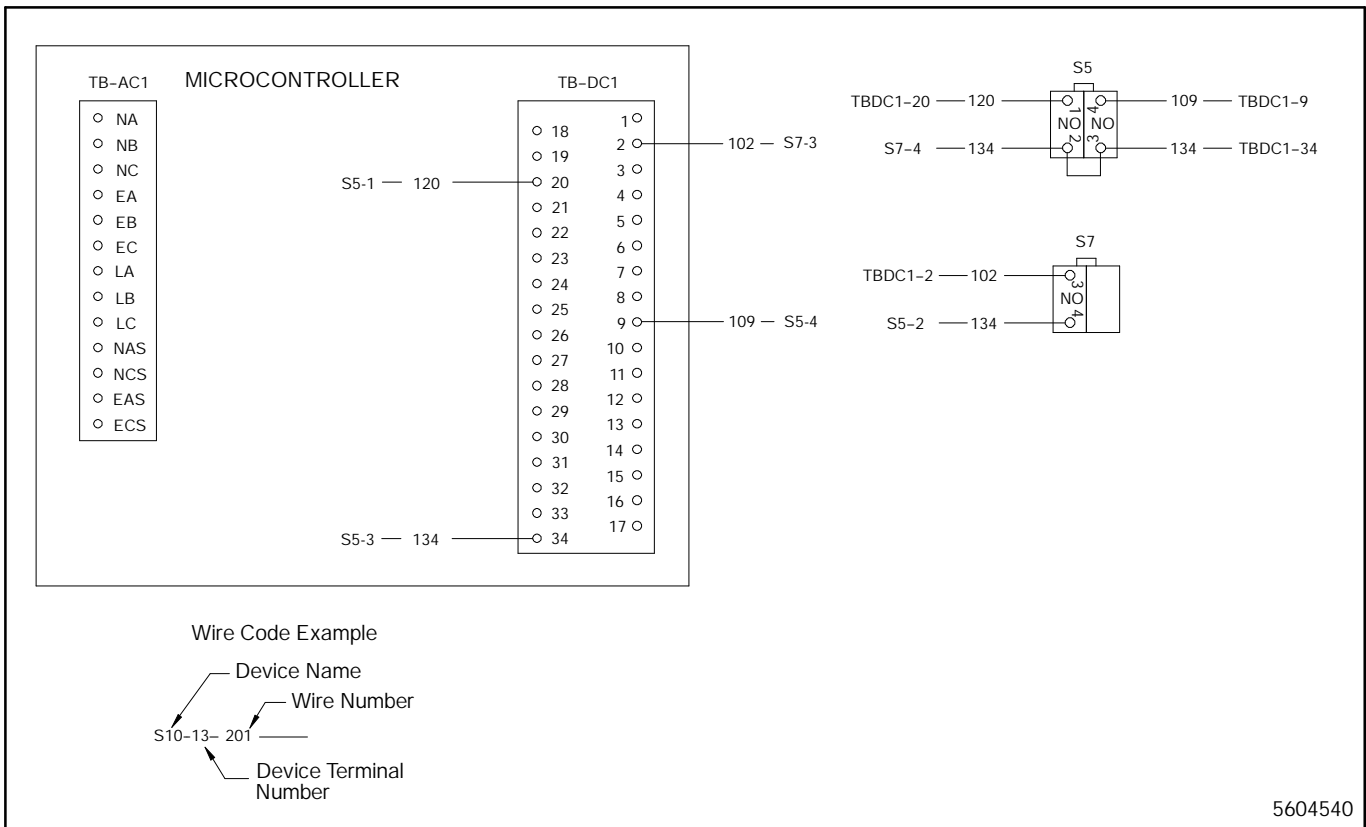 MICROCONTROLLER
TB-AC1
NA
NB
NC
EA
EB
EC
LA
LB
LC
NAS
NCS
EAS
ECS
TB-DC1
18
19
S5-1 120 20
21
22
23
24
25
26
27
28
29
30
31
32
33
S5-3 134 34
1
2 102 S7-3
3
4
5
6
7
8
9 109 S5-4
10
11
12
13
14
15
16
17
S5
TBDC1-20 120 1 4 109 TBDC1-9
NO NO
S7-4 134 2 3 134 TBDC1-34
S7
TBDC1-2 102 3
NO
S5-2 134 4
Wire Code Example
Device Name
Wire Number
S10-13- 201
Device Terminal
Number
5604540